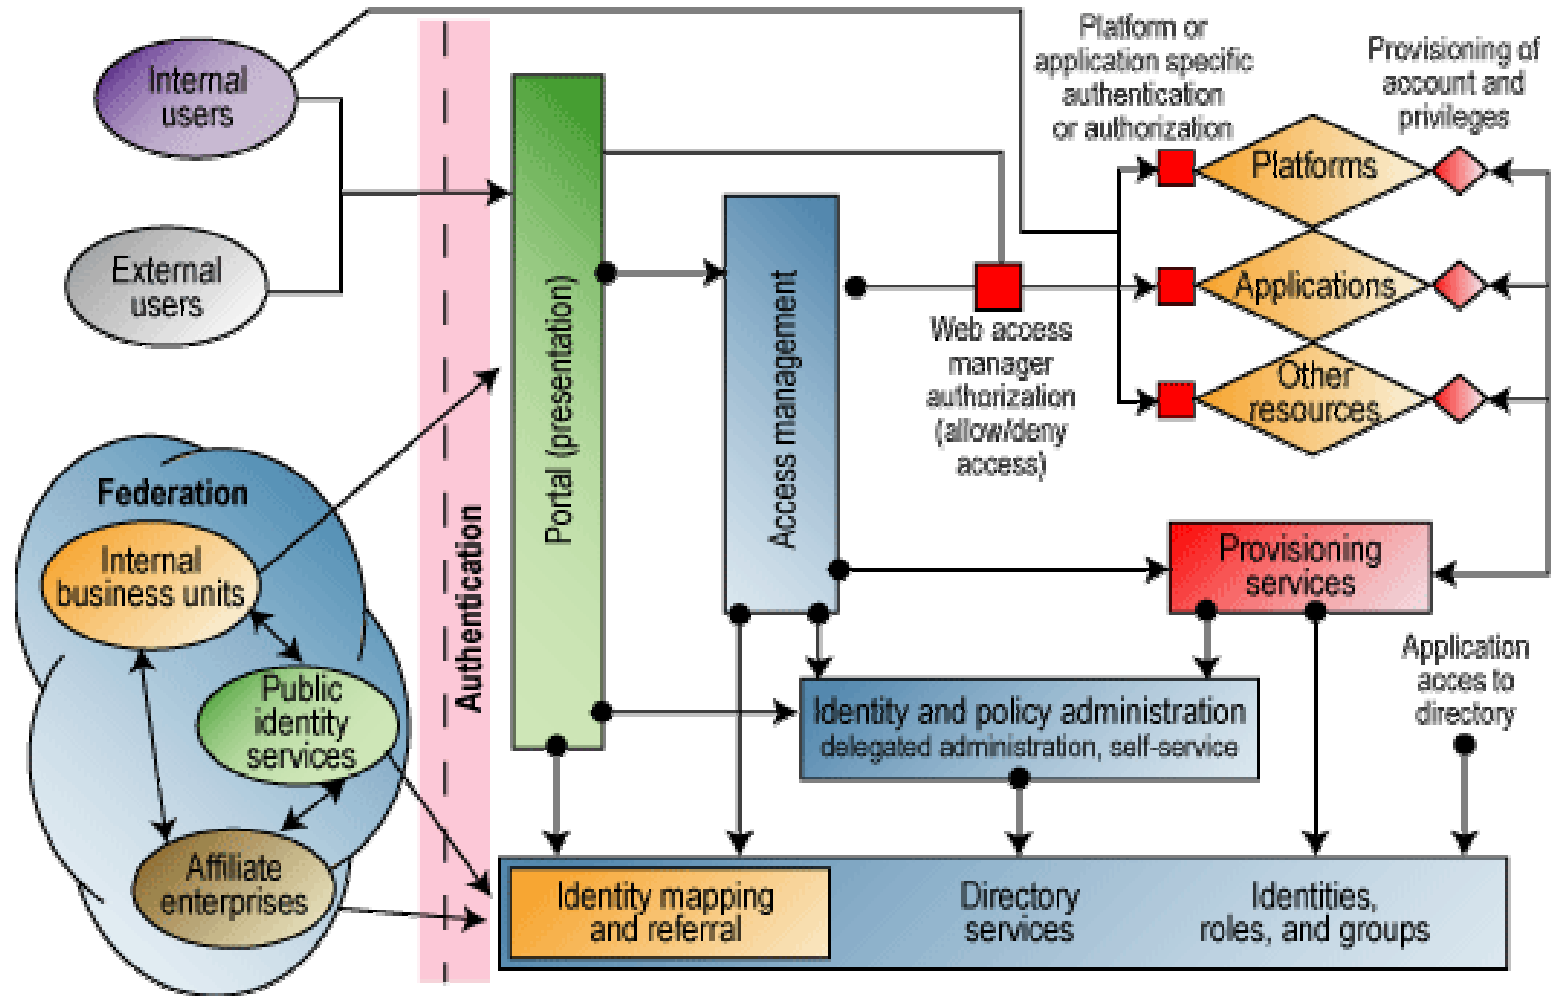 Internal
users
External
users
Federation
Internal
business units
Public
identity
services
Affiliate
enterprises
Authentication
Portal (presentation)
Access management
Platform or
application specific
authentication
or authorization
Provisioning of
account and
privileges
Platforms
Applications
Other
resources
Web access
manager
authorization
(allow/deny
access)
Provisioning
services
Application
acces to
directory
Identity and policy administration
delegated administration, self-service
Identity mapping
and referral
Directory
services
Identities,
roles, and groups